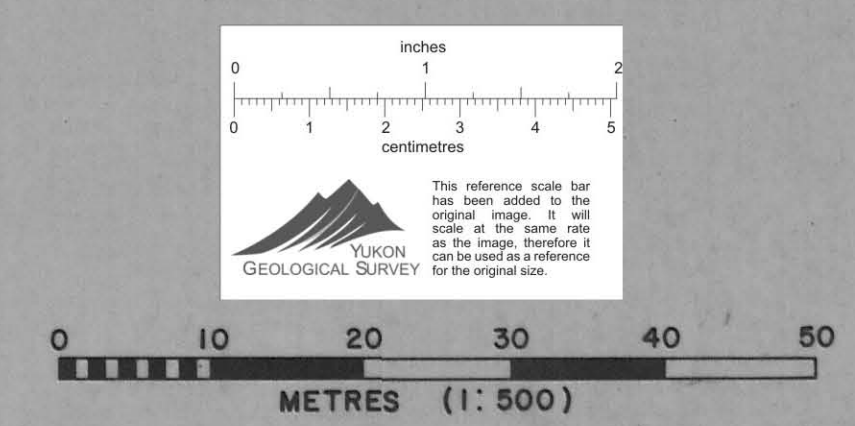 inches
0 1 2
0 1 2 3 4 5
centimetres
This reference scale bar
has been added to the
original image. It will
scale at the same rate
as the image, therefore it
can be used as a reference
for the original size.
YUKON
GEOLOGICAL SURVEY
0 10 20 30 40 50
METRES (1:500)